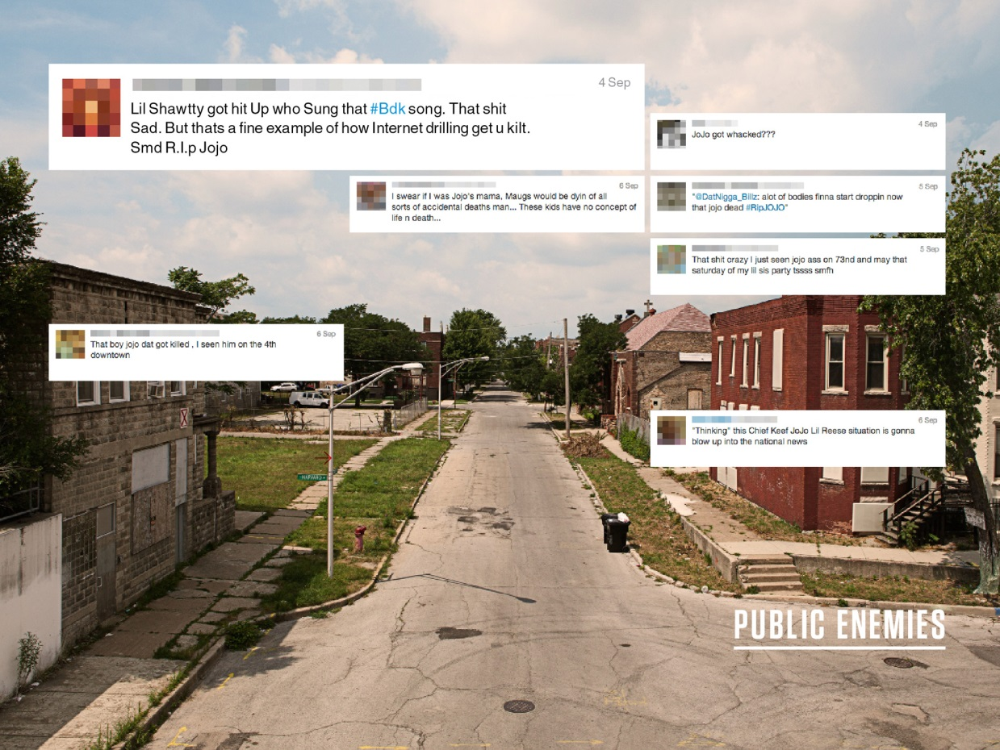 4 Sep
Lil Shawtty got hit Up who Sung that #Bdk song. That shit
Sad. But thats a fine example of how Internet drilling get u kilt.
Smd R.I.p Jojo
4 Sep
JoJo got whacked???
6 Sep
I swear if I was Jojo's mama, Maugs would be dyin of all
sorts of accidental deaths man... These kids have no concept of
life n death...
5 Sep
"@DatNigga_Billz: alot of bodies finna start droppin now
that jojo dead #RipJOJO"
5 Sep
That shit crazy I just seen jojo ass on 73nd and may that
saturday of my lil sis party tssss smfh
6 Sep
That boy jojo dat got killed , I seen him on the 4th
downtown
6 Sep
"Thinking" this Chief Keef JoJo Lil Reese situation is gonna
blow up into the national news
HARVARD
PUBLIC ENEMIES